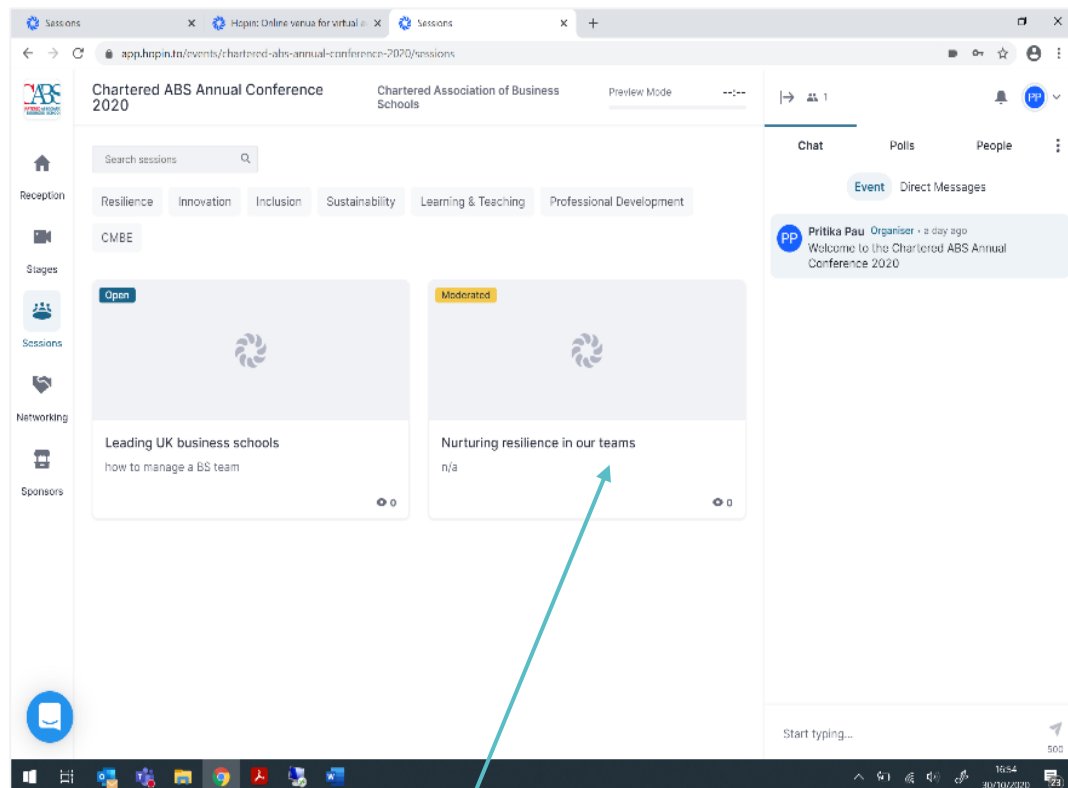 Sessions
Hopin: Online venue for virtual e
Sessions
app.hopin.to/events/chartered-abs-annual-conference-2020/sessions
CABS
Chartered ABS Annual Conference
2020
Chartered Association of Business
Schools
Preview Mode
--:--
1
PP
Chat
Polls
People
Event
Direct Messages
PP
Pritika Pau Organiser • a day ago
Welcome to the Chartered ABS Annual
Conference 2020
Reception
Stages
Sessions
Networking
Sponsors
Search sessions
Resilience
Innovation
Inclusion
Sustainability
Learning & Teaching
Professional Development
CMBE
Open
Leading UK business schools
how to manage a BS team
0
Moderated
Nurturing resilience in our teams
n/a
0
Start typing...
500
16:54
30/10/2020
23